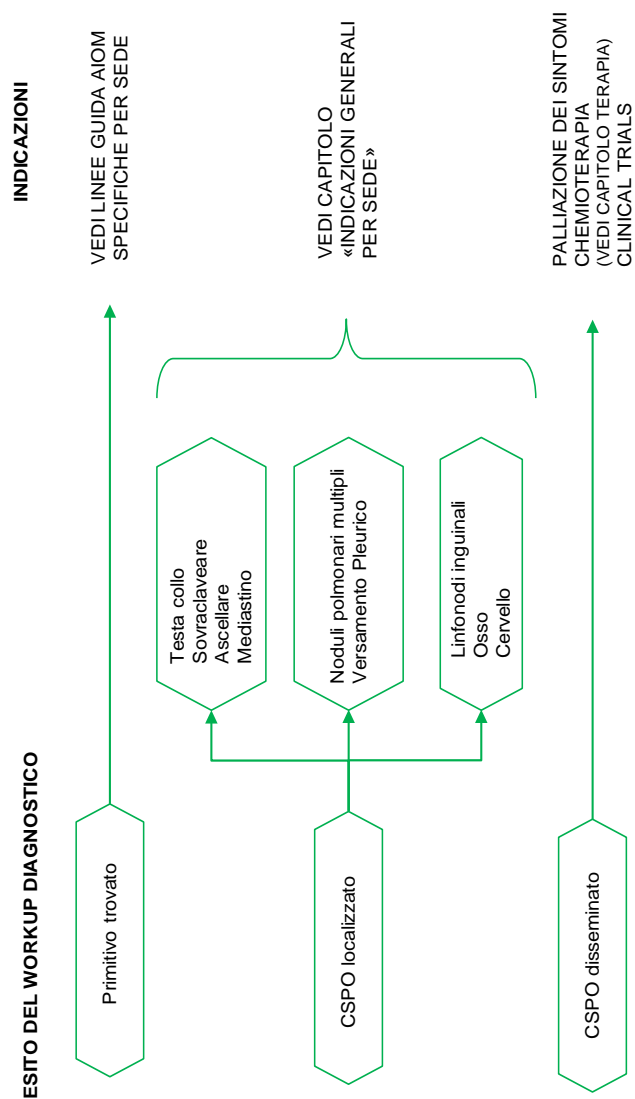 ESITO DEL WORKUP DIAGNOSTICO
INDICAZIONI
Primitivo trovato
VEDI LINEE GUIDA AIOM
SPECIFICHE PER SEDE
CSPO localizzato
Testa collo
Sovraclaveare
Ascellare
Mediastino
Noduli polmonari multipli
Versamento Pleurico
Linfonodi inguinali
Osso
Cervello
VEDI CAPITOLO
«INDICAZIONI GENERALI
PER SEDE»
CSPO disseminato
PALLIAZIONE DEI SINTOMI
CHEMIOTERAPIA
(VEDI CAPITOLO TERAPIA)
CLINICAL TRIALS